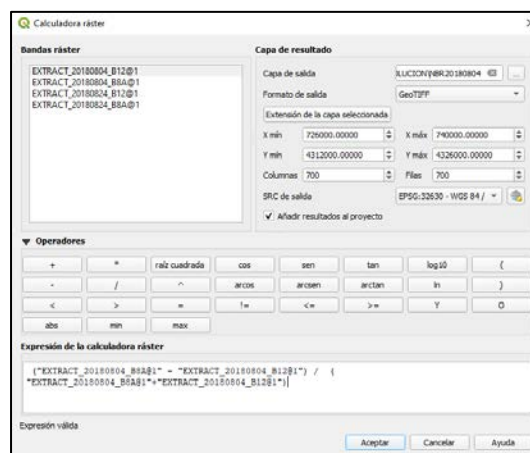 Calculadora ráster
Bandas ráster
EXTRACT_20180804_B12@1
EXTRACT_20180804_B8A@1
EXTRACT_20180824_B12@1
EXTRACT_20180824_B8A@1
Capa de resultado
Capa de salida LUCION\NBR20180804 ...
Formato de salida GeoTIFF
Extensión de la capa seleccionada
X mín 726000.00000 X máx 740000.00000
Y mín 4312000.00000 Y máx 4326000.00000
Columnas 700 Filas 700
SRC de salida EPSG:32630 - WGS 84 /
Añadir resultados al proyecto
Operadores
+ * raíz cuadrada cos sen tan log10 (
- / ^ arcos arcsen arctan ln )
< > = != <= >= Y O
abs min max
Expresión de la calculadora ráster
("EXTRACT_20180804_B8A@1" - "EXTRACT_20180804_B12@1") / (
"EXTRACT_20180804_B8A@1"+"EXTRACT_20180804_B12@1")
Expresión válida
Aceptar Cancelar Ayuda